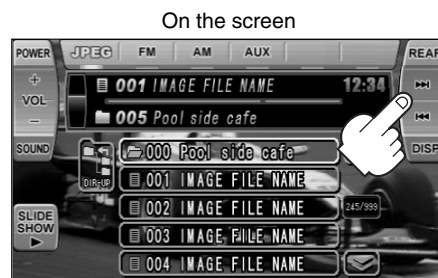 On the screen
POWER JPEG FM AM AUX REAR
001 IMAGE FILE NAME 12:34
VOL
005 Pool side cafe
SOUND 000 Pool side cafe DISP
DIR-UP 001 IMAGE FILE NAME
002 IMAGE FILE NAME 245/999
SLIDE SHOW
003 IMAGE FILE NAME
004 IMAGE FILE NAME